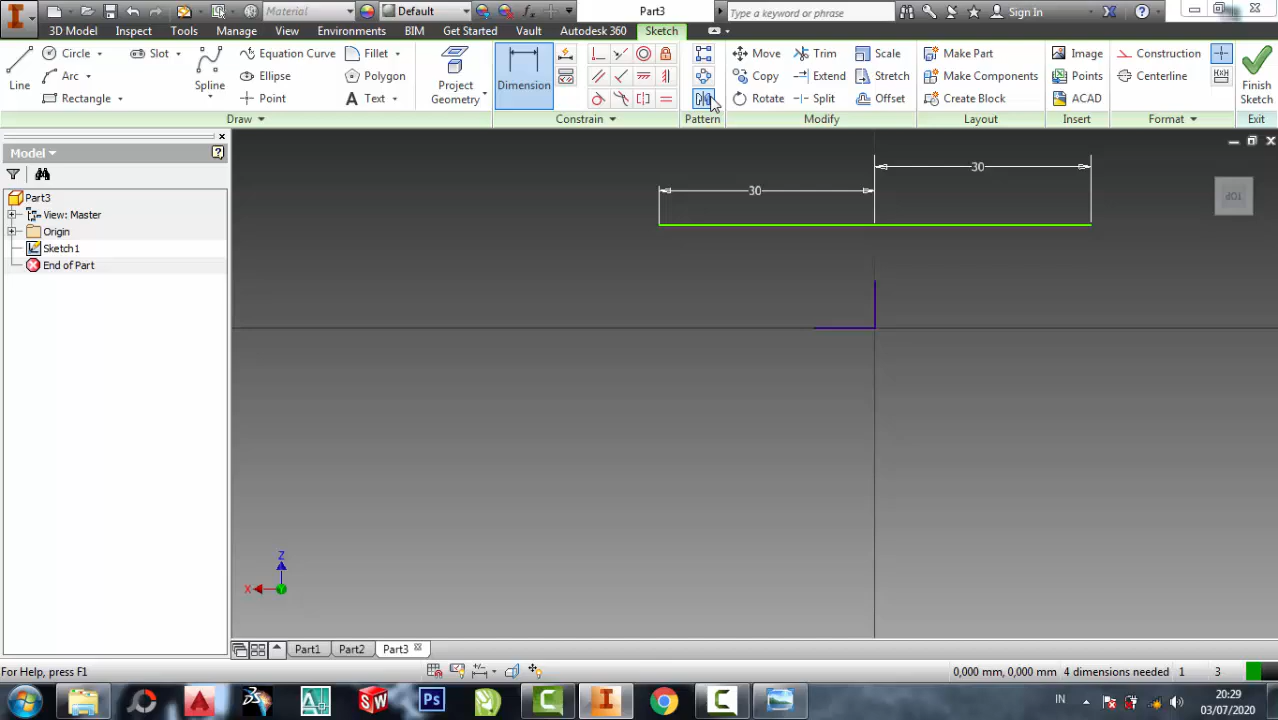 Material
Default
Part3
Type a keyword or phrase
Sign In
3D Model
Inspect
Tools
Manage
View
Environments
BIM
Get Started
Vault
Autodesk 360
Sketch
Line
Circle
Arc
Rectangle
Slot
Spline
Equation Curve
Ellipse
Point
Fillet
Polygon
Text
Project
Geometry
Dimension
Move
Copy
Rotate
Trim
Extend
Split
Scale
Stretch
Offset
Make Part
Make Components
Create Block
Image
Points
ACAD
Construction
Centerline
Finish
Sketch
Draw
Constrain
Pattern
Modify
Layout
Insert
Format
Exit
Model
Part3
View: Master
Origin
Sketch1
End of Part
30
30
TOP
Z
X
Y
Part1
Part2
Part3
For Help, press F1
0,000 mm, 0,000 mm
4 dimensions needed
1
3
Ps
IN
20:29
03/07/2020